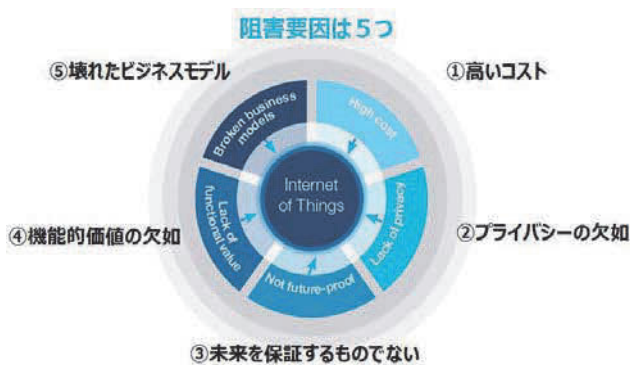 阻害要因は５つ
⑤壊れたビジネスモデル
①高いコスト
Broken business
models
High cost
Internet
of Things
④機能的価値の欠如
Lack of
functional value
Lack of privacy
②プライバシーの欠如
Not future-proof
③未来を保証するものでない